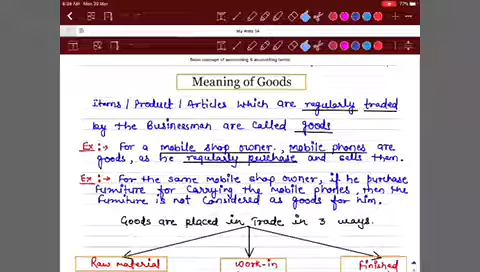 6:26 AM Mon 20 Mar
77%
My Notes 54
Basic concept of accounting & accounting terms
Meaning of Goods
Items / Product / Articles which are regularly traded
by the Businessman are called goods
Ex :→ For a mobile shop owner, mobile phones are
goods, as he regularly purchase and sells them.
Ex :→ For the same mobile shop owner, if he purchase
furniture for carrying the mobile phones, then the
furniture is not considered as goods for him.
Goods are placed in Trade in 3 ways.
Raw material
Work-in
Finished